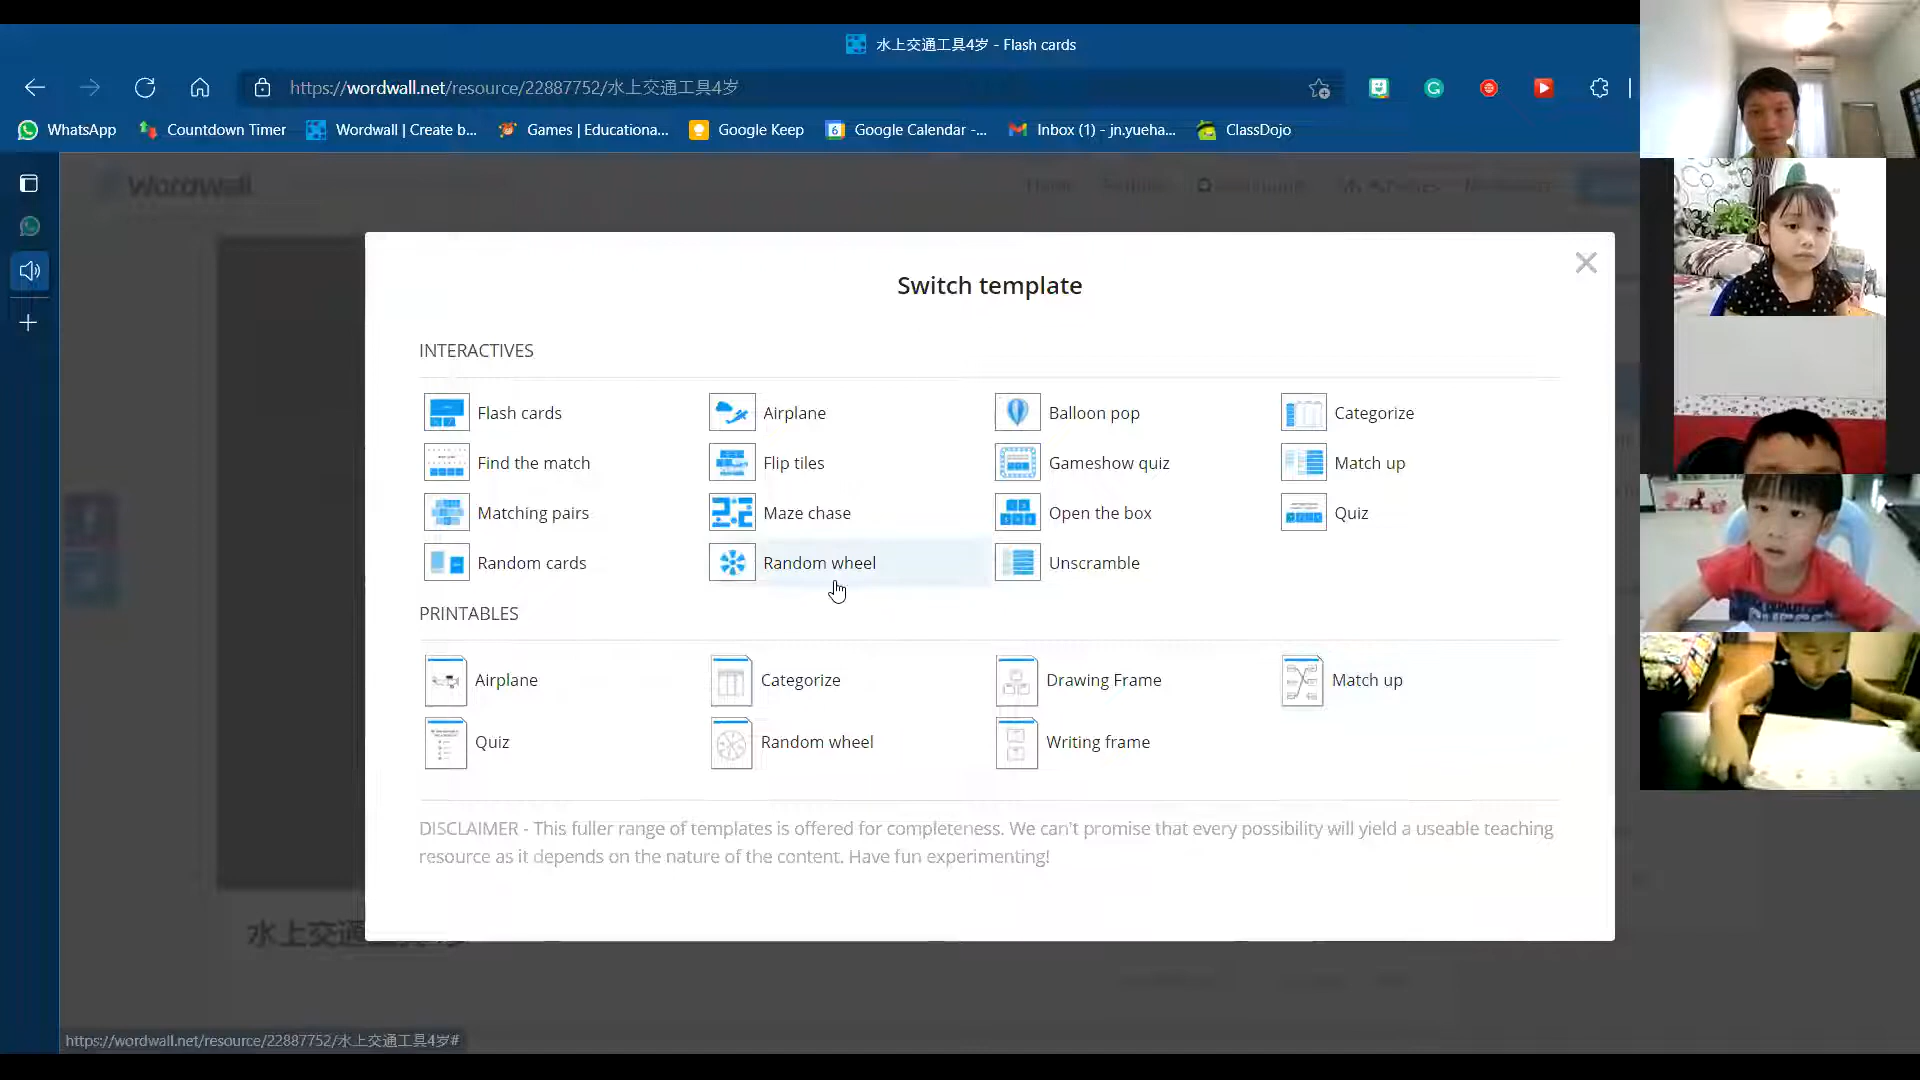 水上交通工具4岁 - Flash cards
https://wordwall.net/resource/22887752/水上交通工具4岁
WhatsApp
Countdown Timer
Wordwall | Create b...
Games | Educationa...
Google Keep
6
Google Calendar -...
Inbox (1) - jn.yueha...
ClassDojo
Wordwall
Switch template
INTERACTIVES
Flash cards
Airplane
Balloon pop
Categorize
Find the match
Flip tiles
Gameshow quiz
Match up
Matching pairs
Maze chase
Open the box
Quiz
Random cards
Random wheel
Unscramble
PRINTABLES
Airplane
Categorize
Drawing Frame
Match up
Quiz
Random wheel
Writing frame
DISCLAIMER - This fuller range of templates is offered for completeness. We can't promise that every possibility will yield a useable teaching
resource as it depends on the nature of the content. Have fun experimenting!
水上交通
https://wordwall.net/resource/22887752/水上交通工具4岁#